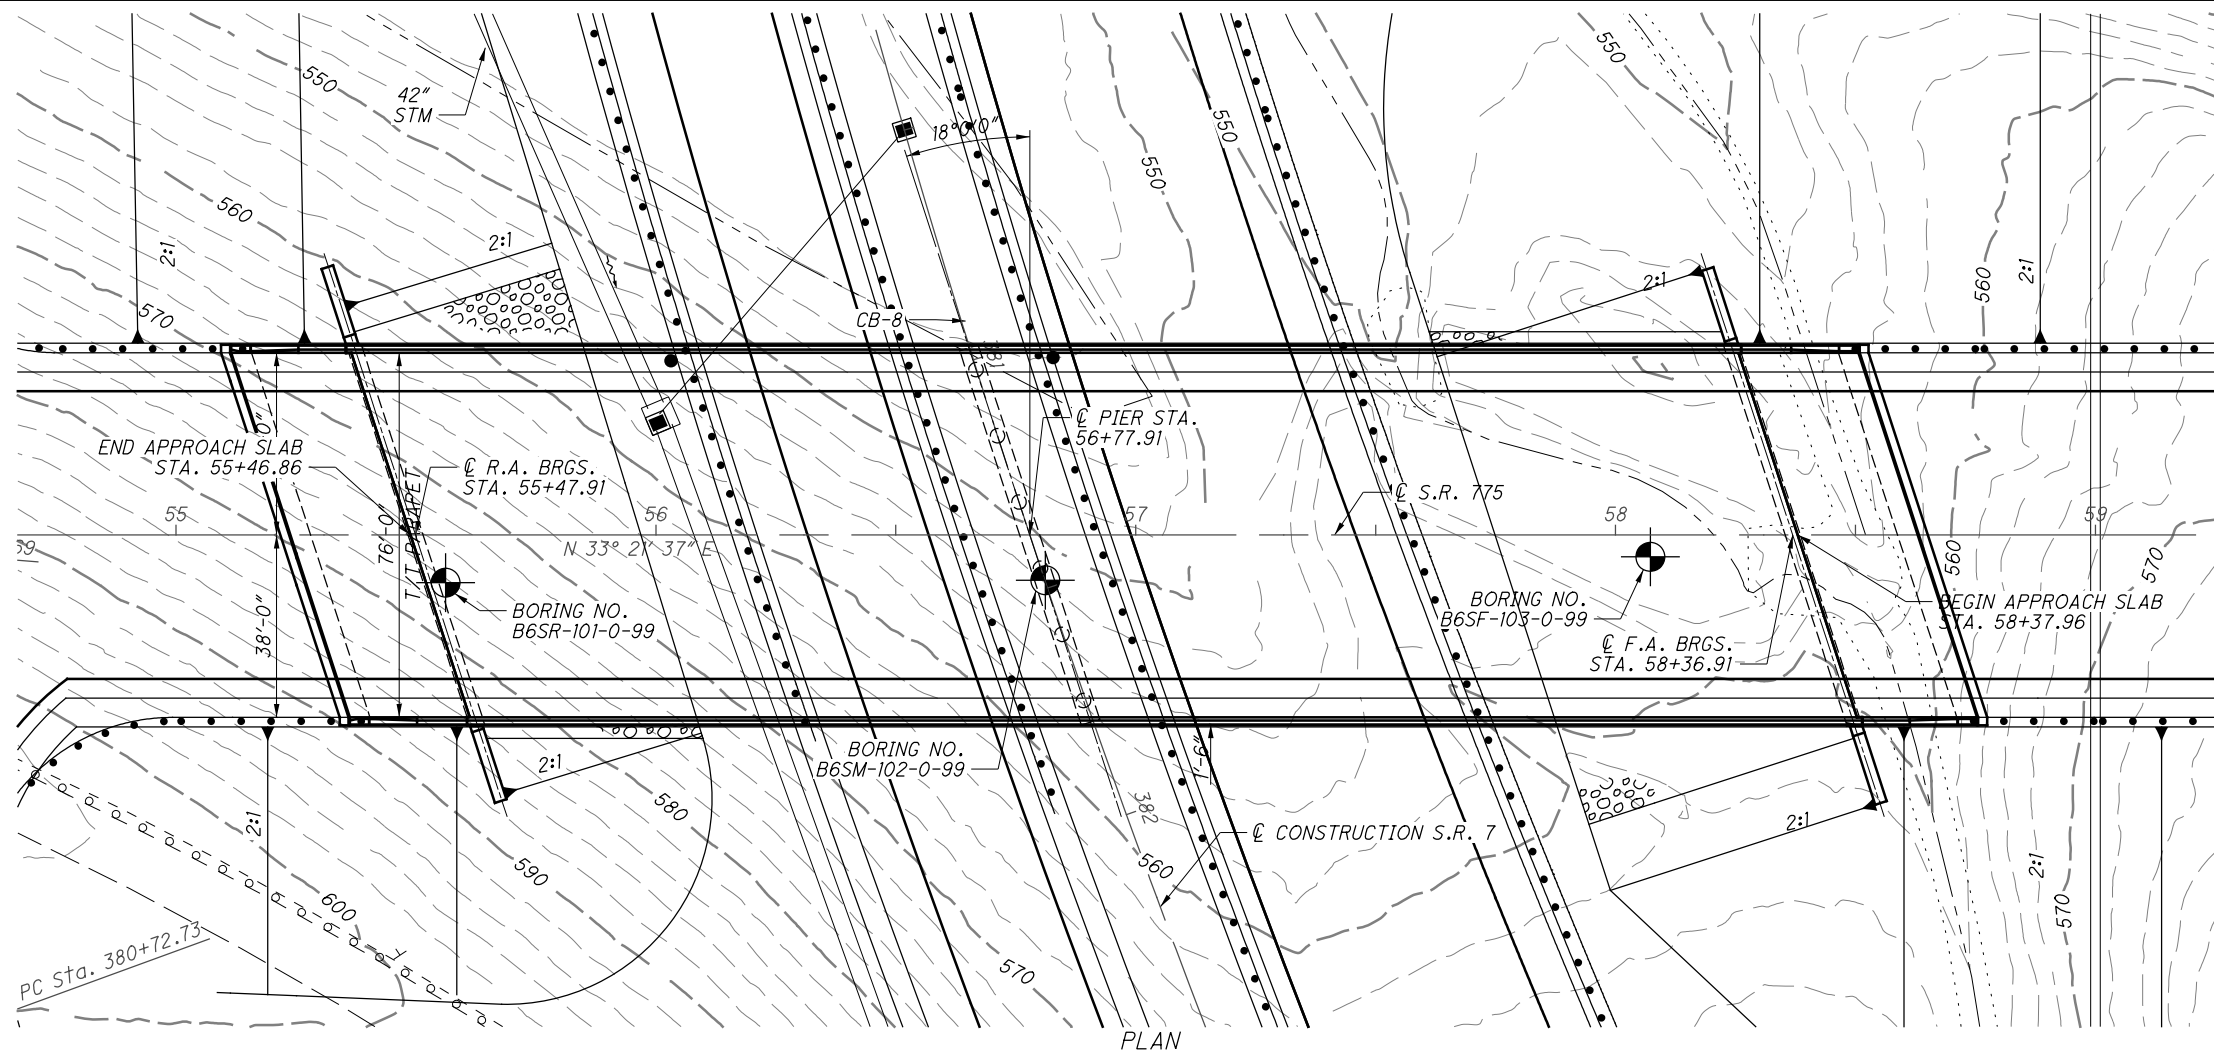 550
42"
STM
18°0'0"
550
550
550
560
2:1
2:1
570
CB-8
2:1
560
2:1
381
℄ PIER STA.
56+77.91
END APPROACH SLAB
STA. 55+46.86
℄ R.A. BRGS.
STA. 55+47.91
℄ S.R. 775
55
56
57
58
59
N 33° 21' 37" E
76'-0"
T/T PARAPET
38'-0"
BORING NO.
B6SR-101-0-99
BORING NO.
B6SF-103-0-99
℄ F.A. BRGS.
STA. 58+36.91
BEGIN APPROACH SLAB
STA. 58+37.96
560
570
BORING NO.
B6SM-102-0-99
2:1
2:1
580
382
℄ CONSTRUCTION S.R. 7
2:1
2:1
590
560
600
570
570
PC Sta. 380+72.73
PLAN